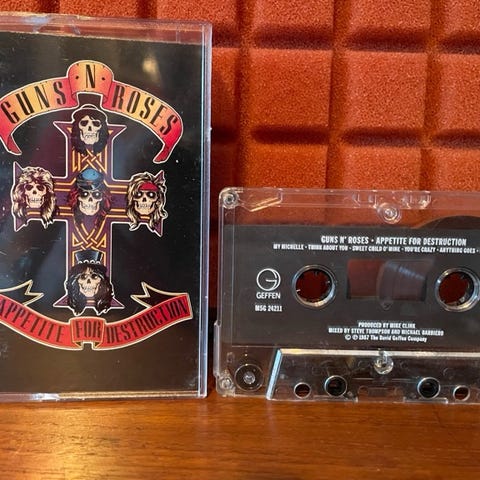 GUNS N' ROSES
APPETITE FOR DESTRUCTION
GUNS N' ROSES • APPETITE FOR DESTRUCTION
MY MICHELLE • THINK ABOUT YOU • SWEET CHILD O' MINE • YOU'RE CRAZY • ANYTHING GOES •
GEFFEN
M5G 24211
PRODUCED BY MIKE CLINK
MIXED BY STEVE THOMPSON AND MICHAEL BARBIERO
℗ © 1987 The David Geffen Company